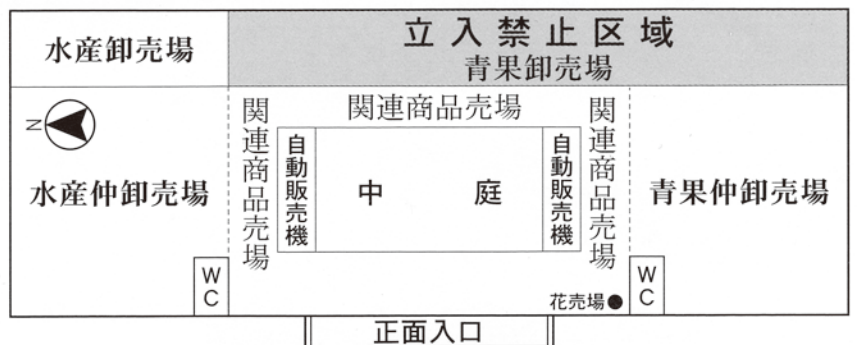 水産卸売場
立入禁止区域
青果卸売場
N
関連商品売場
関連商品売場
関連商品売場
自動販売機
中庭
自動販売機
水産仲卸売場
青果仲卸売場
WC
花売場
WC
正面入口